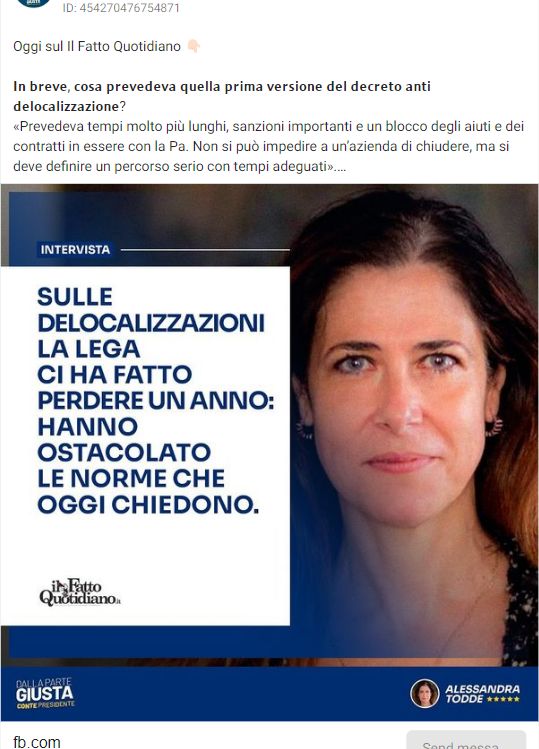 ID: 454270476754871
Oggi sul Il Fatto Quotidiano 👇🏻
In breve, cosa prevedeva quella prima versione del decreto anti
delocalizzazione?
«Prevedeva tempi molto più lunghi, sanzioni importanti e un blocco degli aiuti e dei
contratti in essere con la Pa. Non si può impedire a un'azienda di chiudere, ma si
deve definire un percorso serio con tempi adeguati»....
INTERVISTA
SULLE
DELOCALIZZAZIONI
LA LEGA
CI HA FATTO
PERDERE UN ANNO:
HANNO
OSTACOLATO
LE NORME CHE
OGGI CHIEDONO.
il Fatto
Quotidiano.it
DALLA PARTE
GIUSTA
CONTE PRESIDENTE
ALESSANDRA
TODDE ★★★★★
fb.com
Send messa